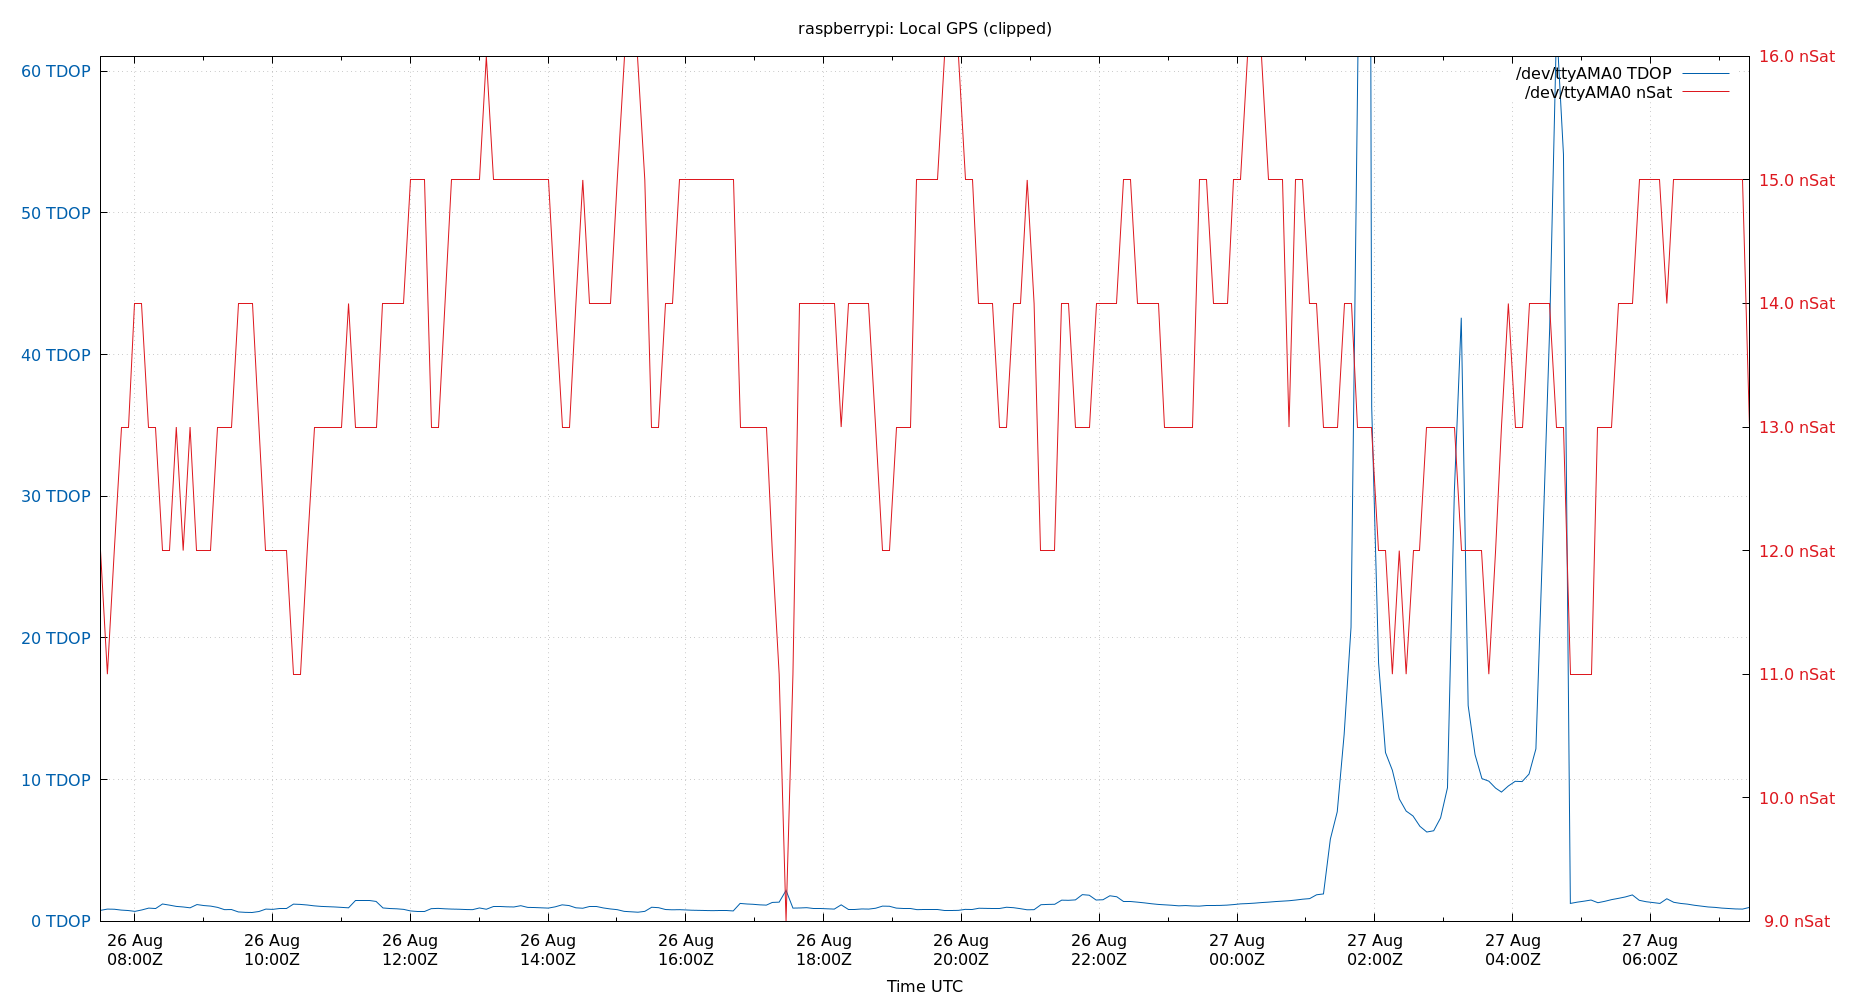 raspberrypi: Local GPS (clipped)
60 TDOP
50 TDOP
40 TDOP
30 TDOP
20 TDOP
10 TDOP
0 TDOP
16.0 nSat
15.0 nSat
14.0 nSat
13.0 nSat
12.0 nSat
11.0 nSat
10.0 nSat
9.0 nSat
/dev/ttyAMA0 TDOP
/dev/ttyAMA0 nSat
26 Aug
08:00Z
26 Aug
10:00Z
26 Aug
12:00Z
26 Aug
14:00Z
26 Aug
16:00Z
26 Aug
18:00Z
26 Aug
20:00Z
26 Aug
22:00Z
27 Aug
00:00Z
27 Aug
02:00Z
27 Aug
04:00Z
27 Aug
06:00Z
Time UTC